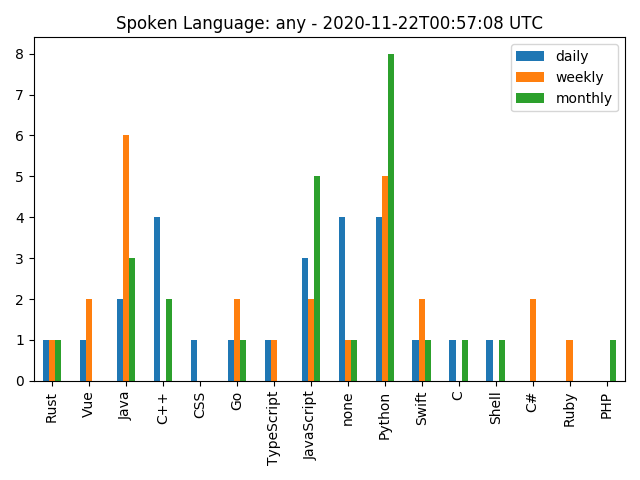 Spoken Language: any - 2020-11-22T00:57:08 UTC
daily
weekly
monthly
8
7
6
5
4
3
2
1
0
Rust
Vue
Java
C++
CSS
Go
TypeScript
JavaScript
none
Python
Swift
C
Shell
C#
Ruby
PHP